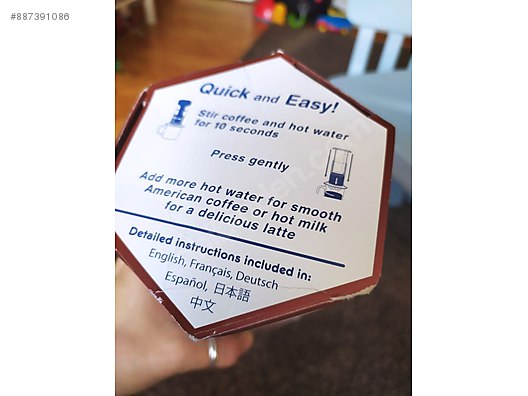 #887391086
Quick and Easy!
Stir coffee and hot water
for 10 seconds
Press gently
Add more hot water for smooth
American coffee or hot milk
for a delicious latte
Detailed instructions included in:
English, Français, Deutsch
Español, 日本語
中文